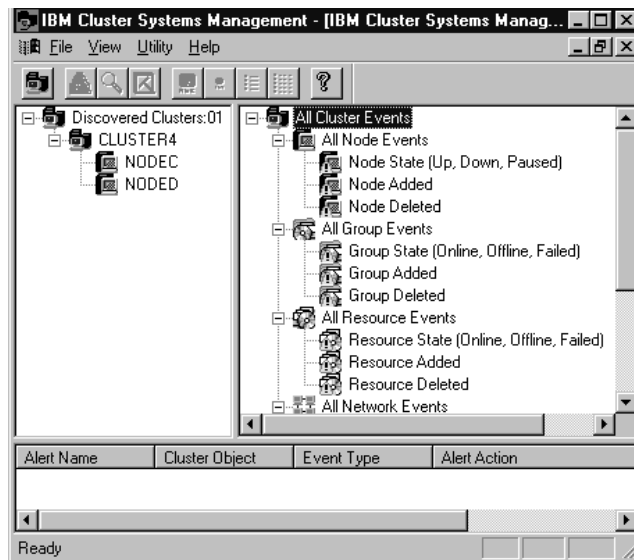 IBM Cluster Systems Management - [IBM Cluster Systems Manag...
File View Utility Help
Discovered Clusters:01
CLUSTER4
NODEC
NODED
All Cluster Events
All Node Events
Node State (Up, Down, Paused)
Node Added
Node Deleted
All Group Events
Group State (Online, Offline, Failed)
Group Added
Group Deleted
All Resource Events
Resource State (Online, Offline, Failed)
Resource Added
Resource Deleted
All Network Events
Alert Name Cluster Object Event Type Alert Action
Ready